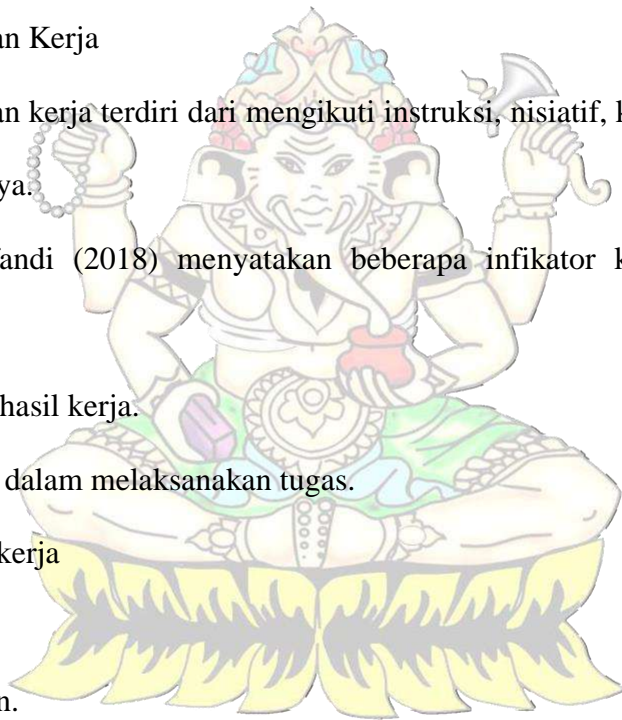 an Kerja
an kerja terdiri dari mengikuti instruksi, nisiatif, k
ya.
andi (2018) menyatakan beberapa infikator k
hasil kerja.
dalam melaksanakan tugas.
kerja
n.